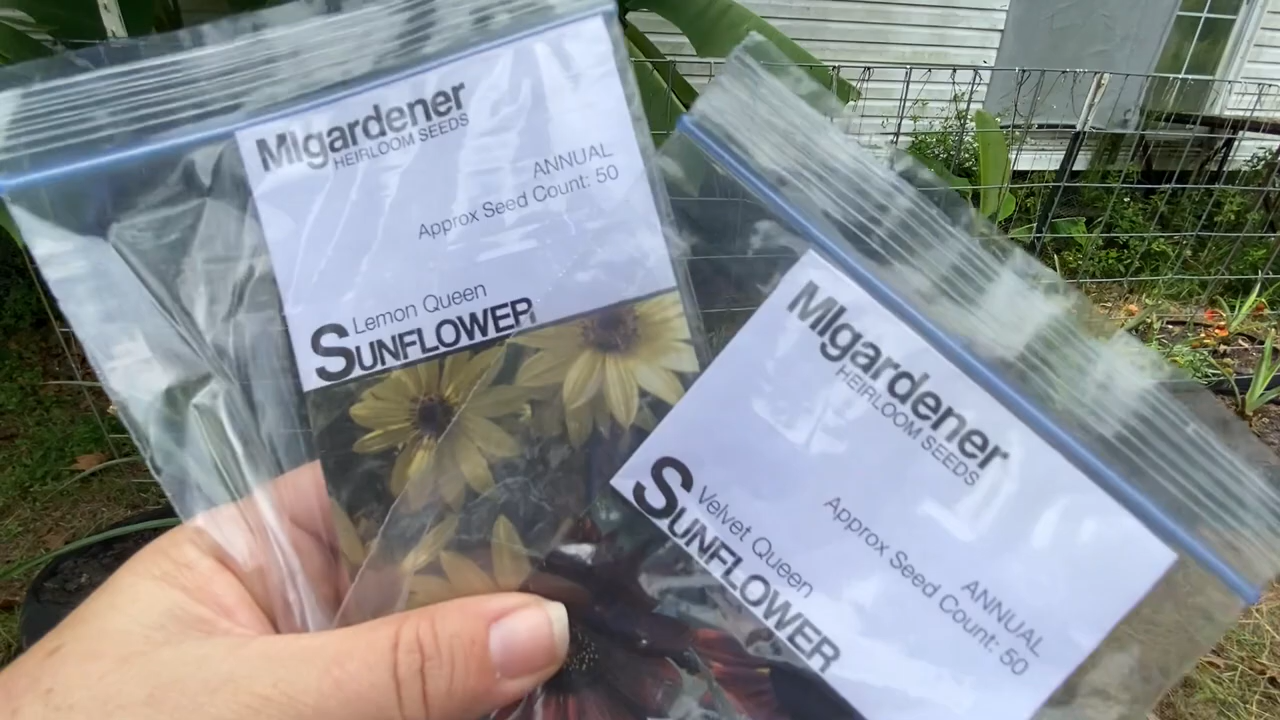 MIgardener
HEIRLOOM SEEDS
ANNUAL
Approx Seed Count: 50
Lemon Queen
SUNFLOWER
MIgardener
HEIRLOOM SEEDS
ANNUAL
Approx Seed Count: 50
Velvet Queen
SUNFLOWER